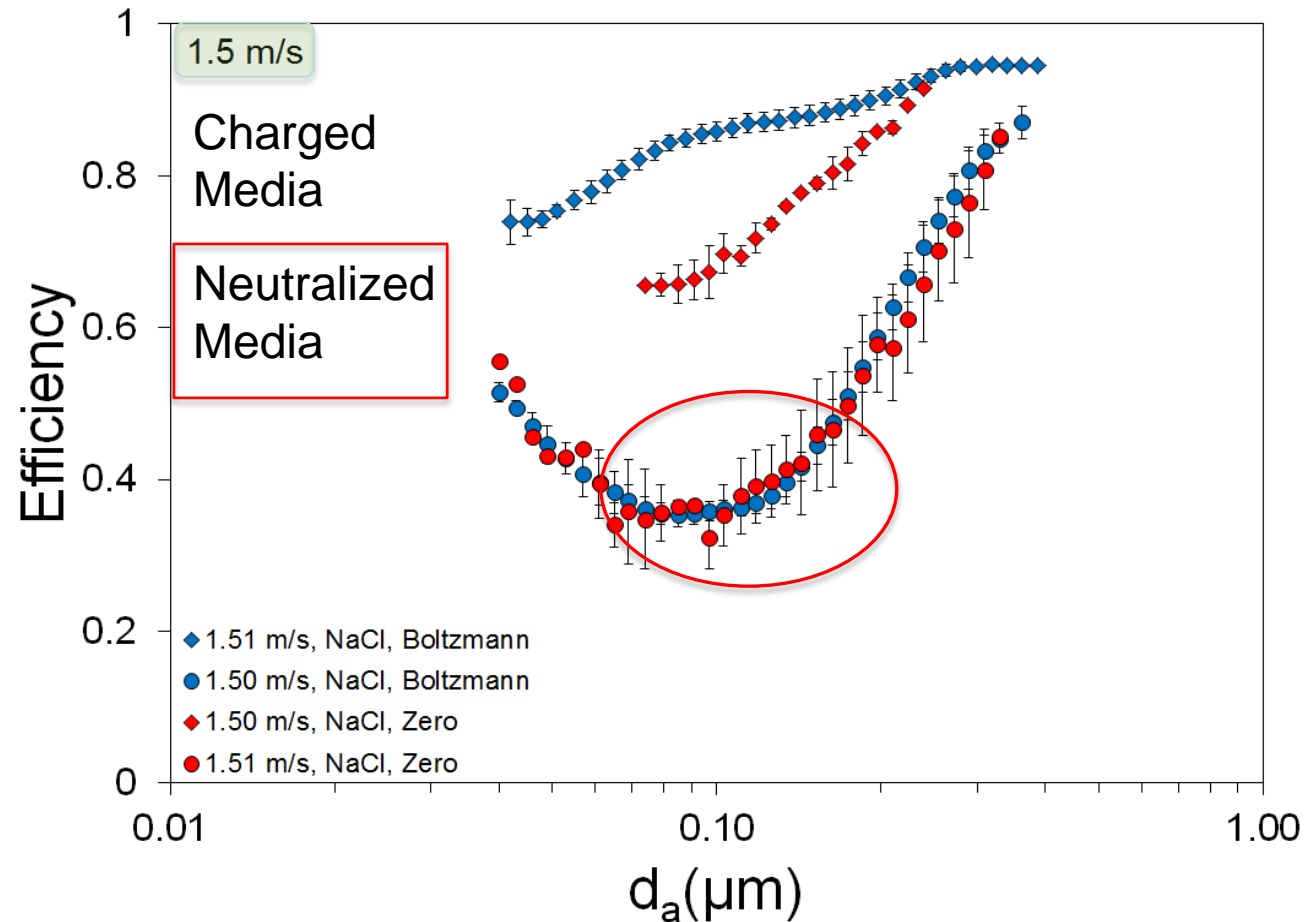 1
1.5 m/s
Charged
Media
0.8
Neutralized
Media
0.6
Efficiency
0.4
0.2
1.51 m/s, NaCl, Boltzmann
1.50 m/s, NaCl, Boltzmann
1.50 m/s, NaCl, Zero
1.51 m/s, NaCl, Zero
0
0.01
0.10
1.00
dₐ(μm)